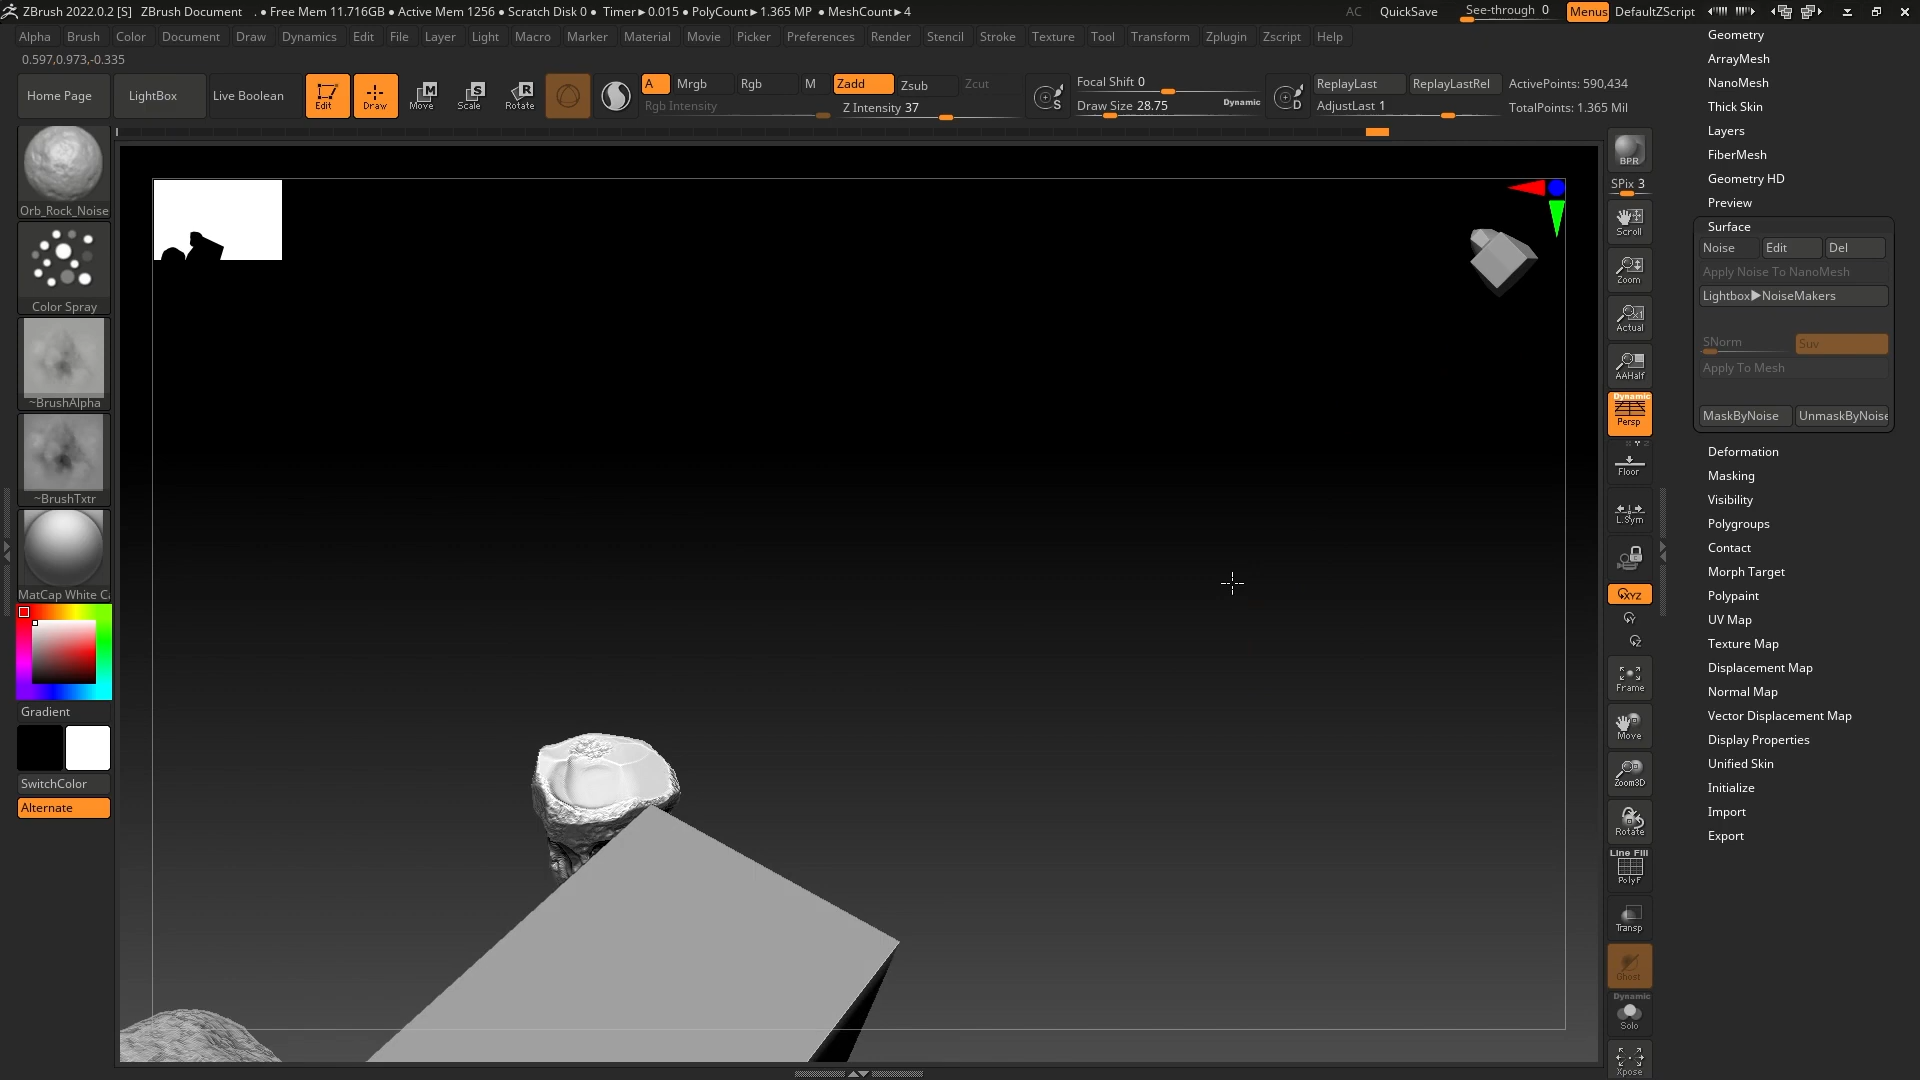 ZBrush 2022.0.2 [S] ZBrush Document . ● Free Mem 11.716GB ● Active Mem 1256 ● Scratch Disk 0 ● Timer►0.015 ● PolyCount►1.365 MP ● MeshCount►4 AC QuickSave See-through 0 Menus DefaultZScript
Alpha Brush Color Document Draw Dynamics Edit File Layer Light Macro Marker Material Movie Picker Preferences Render Stencil Stroke Texture Tool Transform Zplugin Zscript Help
0.597,0.973,-0.335
Home Page LightBox Live Boolean Edit Draw Move Scale Rotate
A Mrgb Rgb M Zadd Zsub Zcut
Rgb Intensity Z Intensity 37
Focal Shift 0
Draw Size 28.75 Dynamic
ReplayLast ReplayLastRel
AdjustLast 1
ActivePoints: 590,434
TotalPoints: 1.365 Mil
Orb_Rock_Noise
Color Spray
~BrushAlpha
~BrushTxtr
MatCap White Ca
Gradient
SwitchColor
Alternate
BPR
SPix 3
Scroll
Zoom
Actual
AAHalf
Dynamic
Persp
Floor
L.Sym
XYZ
Y
Z
Frame
Move
Zoom3D
Rotate
Line Fill
PolyF
Transp
Ghost
Dynamic
Solo
Xpose
Geometry
ArrayMesh
NanoMesh
Thick Skin
Layers
FiberMesh
Geometry HD
Preview
Surface
Noise Edit Del
Apply Noise To NanoMesh
Lightbox►NoiseMakers
SNorm Suv
Apply To Mesh
MaskByNoise UnmaskByNoise
Deformation
Masking
Visibility
Polygroups
Contact
Morph Target
Polypaint
UV Map
Texture Map
Displacement Map
Normal Map
Vector Displacement Map
Display Properties
Unified Skin
Initialize
Import
Export